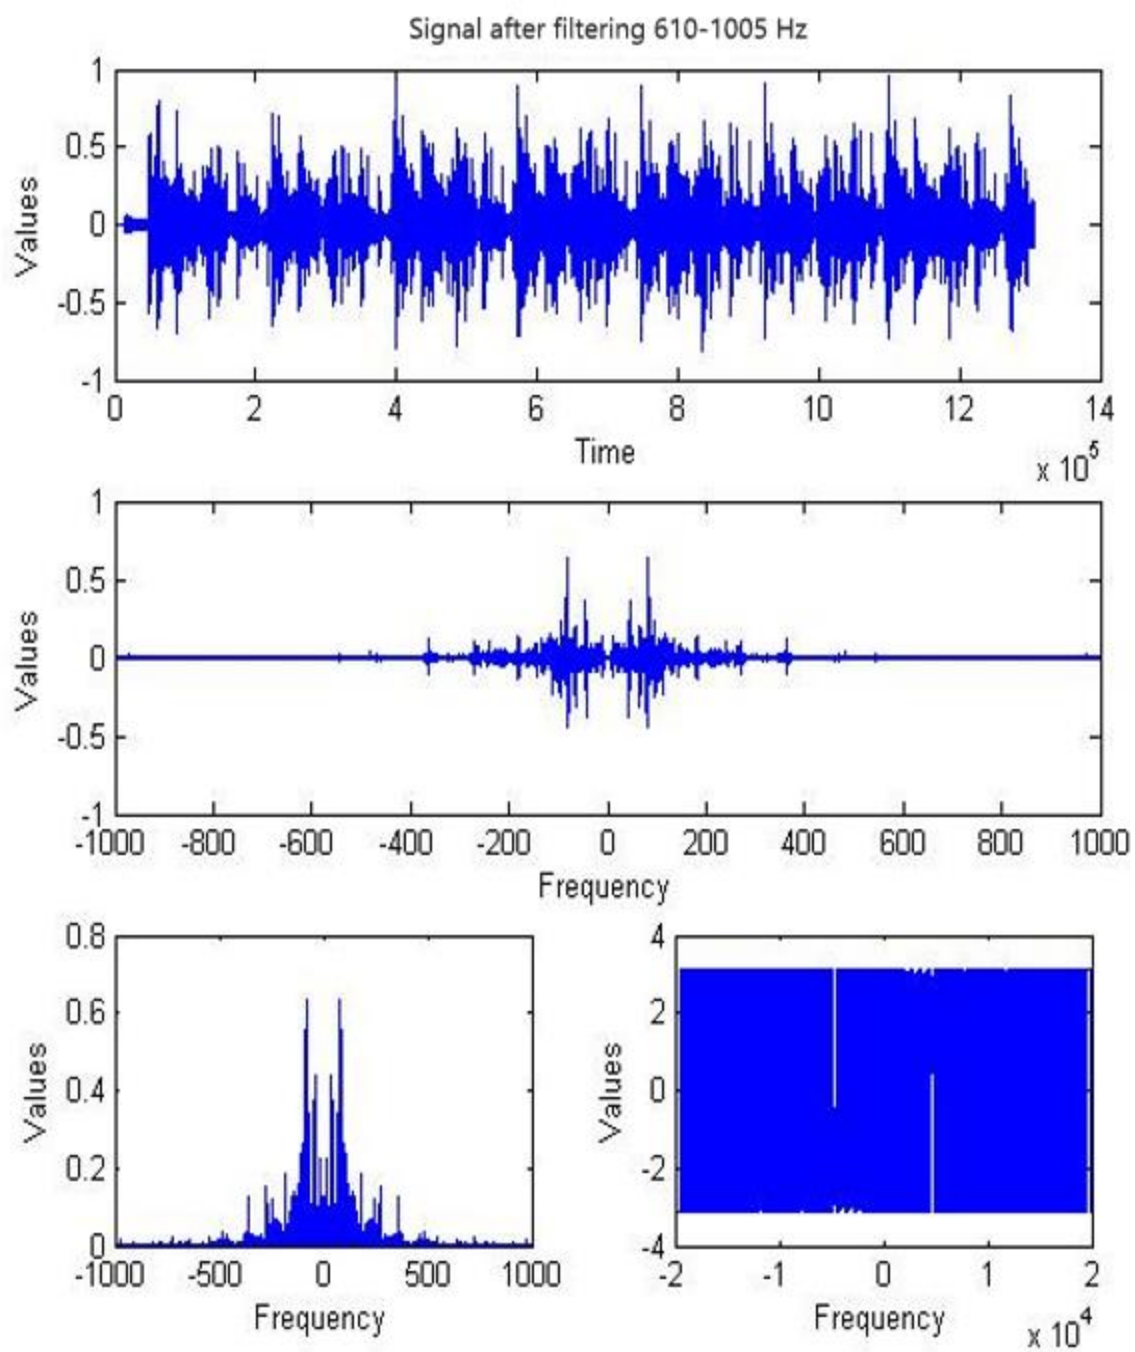 Signal after filtering 610-1005 Hz
1
0.5
0
-0.5
-1
Values
0 2 4 6 8 10 12 14
Time
x 10^5
1
0.5
0
-0.5
-1
Values
-1000 -800 -600 -400 -200 0 200 400 600 800 1000
Frequency
0.8
0.6
0.4
0.2
0
Values
-1000 -500 0 500 1000
Frequency
4
2
0
-2
-4
Values
-2 -1 0 1 2
Frequency
x 10^4